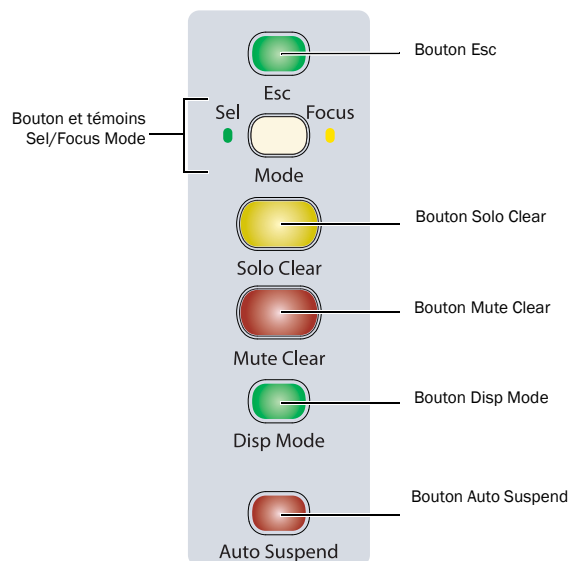 Bouton Esc
Esc
Bouton et témoins
Sel/Focus Mode
Sel Focus
Mode
Bouton Solo Clear
Solo Clear
Bouton Mute Clear
Mute Clear
Bouton Disp Mode
Disp Mode
Bouton Auto Suspend
Auto Suspend